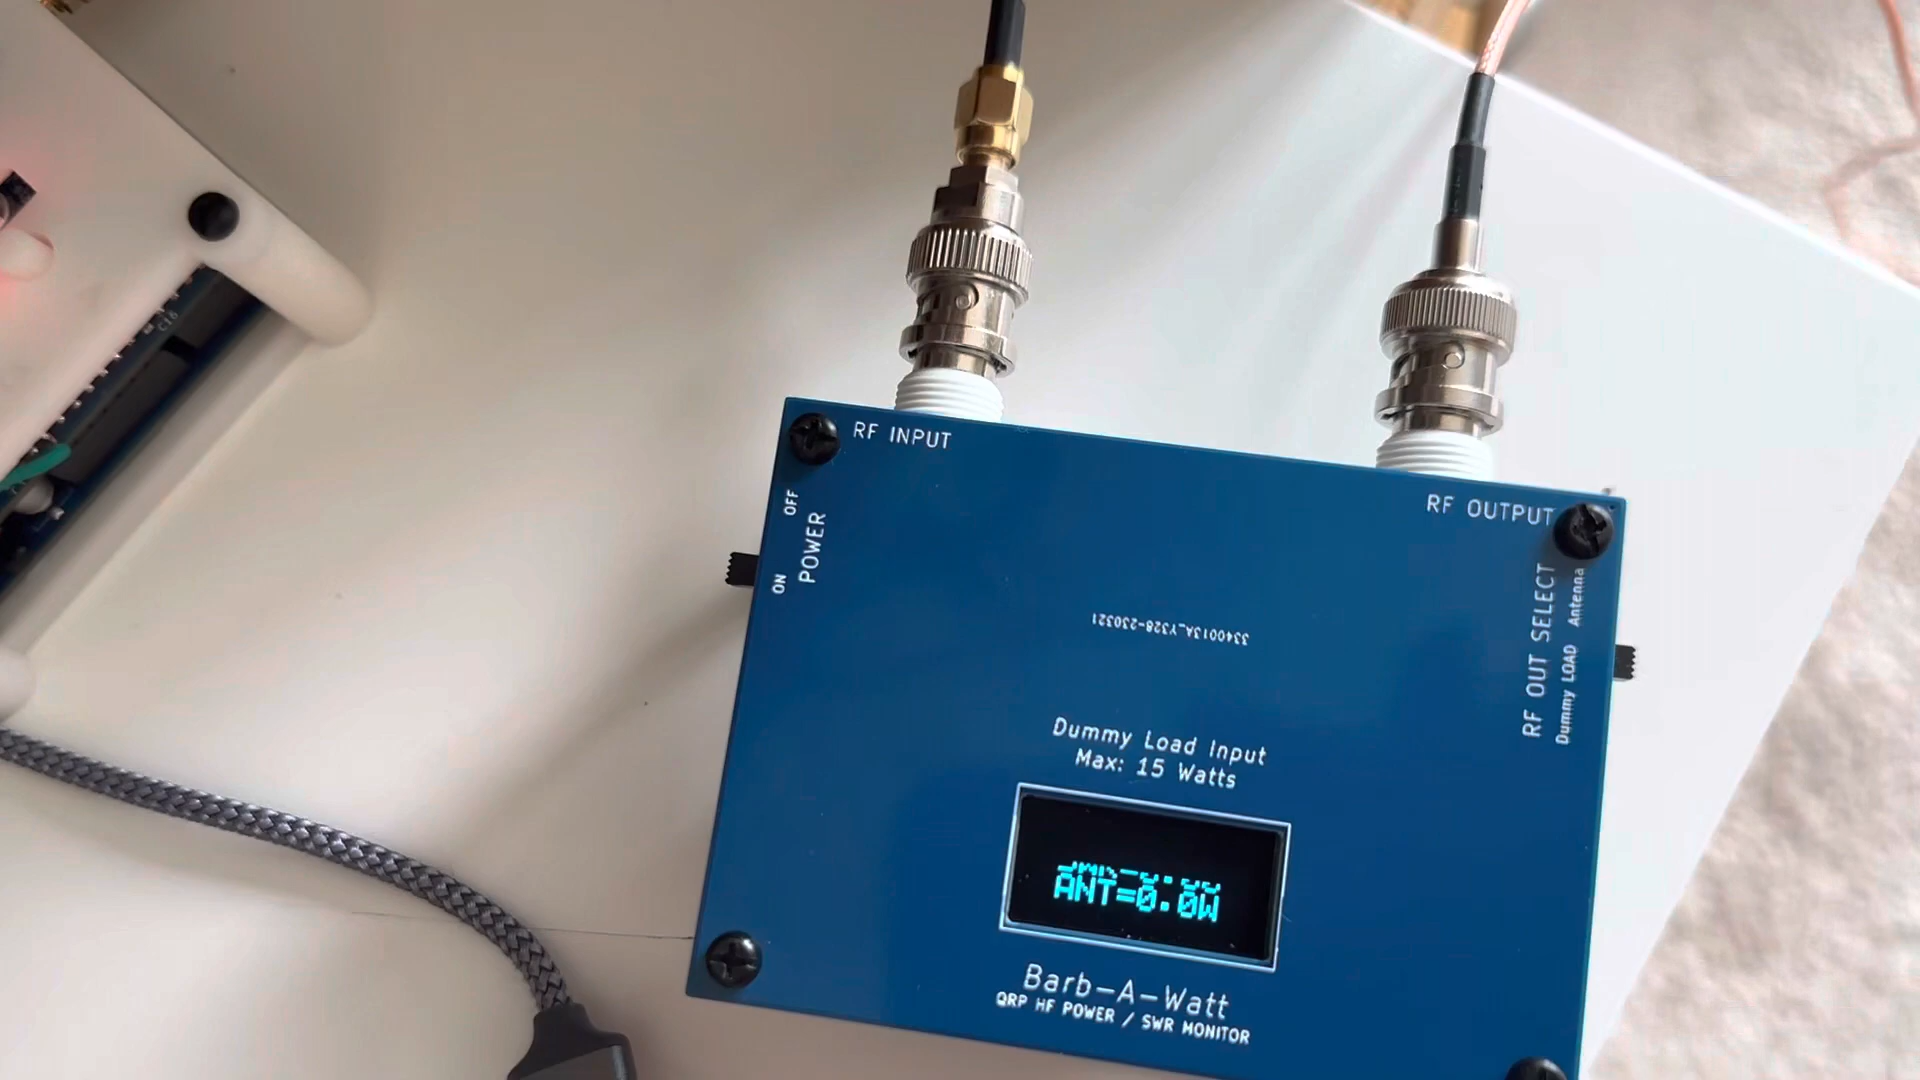 RF INPUT
OFF
ON
POWER
RF OUTPUT
RF OUT SELECT
Dummy LOAD Antenna
3340013A_Y328-230321
Dummy Load Input
Max: 15 Watts
ANT=0.0W
Barb-A-Watt
QRP HF POWER / SWR MONITOR
C16